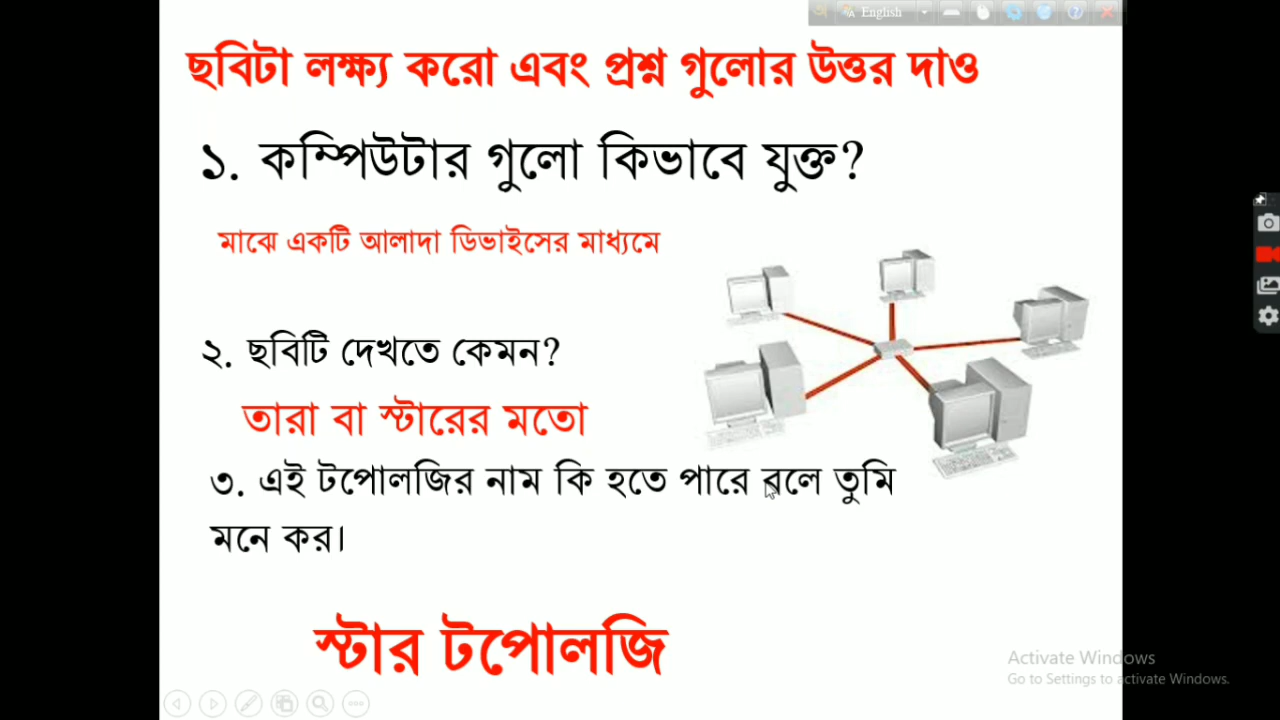 English
ছবিটা লক্ষ্য করো এবং প্রশ্ন গুলোর উত্তর দাও
১. কম্পিউটার গুলো কিভাবে যুক্ত?
মাঝে একটি আলাদা ডিভাইসের মাধ্যমে
২. ছবিটি দেখতে কেমন?
তারা বা স্টারের মতো
৩. এই টপোলজির নাম কি হতে পারে বলে তুমি
মনে কর।
স্টার টপোলজি
Activate Windows
Go to Settings to activate Windows.